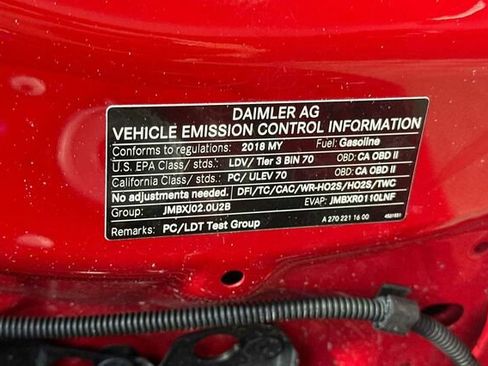 DAIMLER AG
VEHICLE EMISSION CONTROL INFORMATION
Conforms to regulations: 2018 MY Fuel: Gasoline
U.S. EPA Class/ stds.: LDV/ Tier 3 BIN 70 OBD: CA OBD II
California Class/ stds.: PC/ ULEV 70 OBD: CA OBD II
No adjustments needed. DFI/TC/CAC/WR-HO2S/HO2S/TWC
Group: JMBXJ02.0U2B EVAP: JMBXR0110LNF
Remarks: PC/LDT Test Group A 270 221 16 00